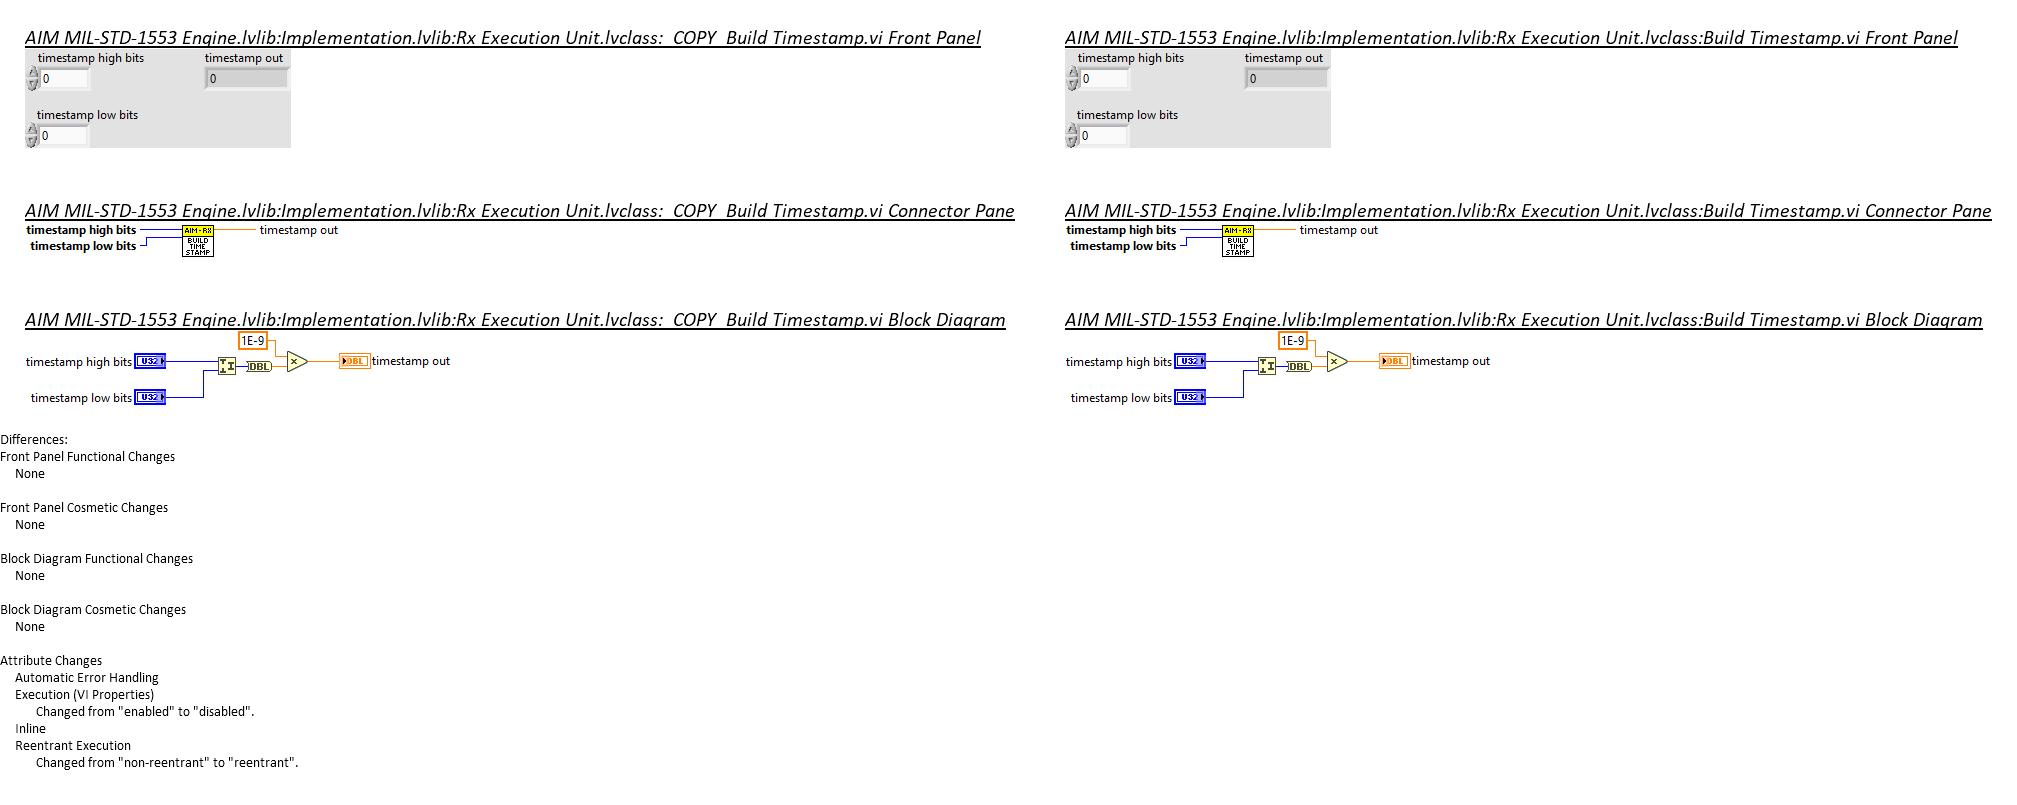 AIM MIL-STD-1553 Engine.lvlib:Implementation.lvlib:Rx Execution Unit.lvclass:_COPY_Build Timestamp.vi Front Panel
timestamp high bits
timestamp out
0
0
timestamp low bits
0
AIM MIL-STD-1553 Engine.lvlib:Implementation.lvlib:Rx Execution Unit.lvclass:_COPY_Build Timestamp.vi Connector Pane
timestamp high bits
timestamp low bits
AIM-RX
BUILD
TIME
STAMP
timestamp out
AIM MIL-STD-1553 Engine.lvlib:Implementation.lvlib:Rx Execution Unit.lvclass:_COPY_Build Timestamp.vi Block Diagram
1E-9
timestamp high bits U32
DBL
x
DBL timestamp out
timestamp low bits U32
Differences:
Front Panel Functional Changes
None
Front Panel Cosmetic Changes
None
Block Diagram Functional Changes
None
Block Diagram Cosmetic Changes
None
Attribute Changes
Automatic Error Handling
Execution (VI Properties)
Changed from "enabled" to "disabled".
Inline
Reentrant Execution
Changed from "non-reentrant" to "reentrant".
AIM MIL-STD-1553 Engine.lvlib:Implementation.lvlib:Rx Execution Unit.lvclass:Build Timestamp.vi Front Panel
timestamp high bits
timestamp out
0
0
timestamp low bits
0
AIM MIL-STD-1553 Engine.lvlib:Implementation.lvlib:Rx Execution Unit.lvclass:Build Timestamp.vi Connector Pane
timestamp high bits
timestamp low bits
AIM-RX
BUILD
TIME
STAMP
timestamp out
AIM MIL-STD-1553 Engine.lvlib:Implementation.lvlib:Rx Execution Unit.lvclass:Build Timestamp.vi Block Diagram
1E-9
timestamp high bits U32
DBL
x
DBL timestamp out
timestamp low bits U32